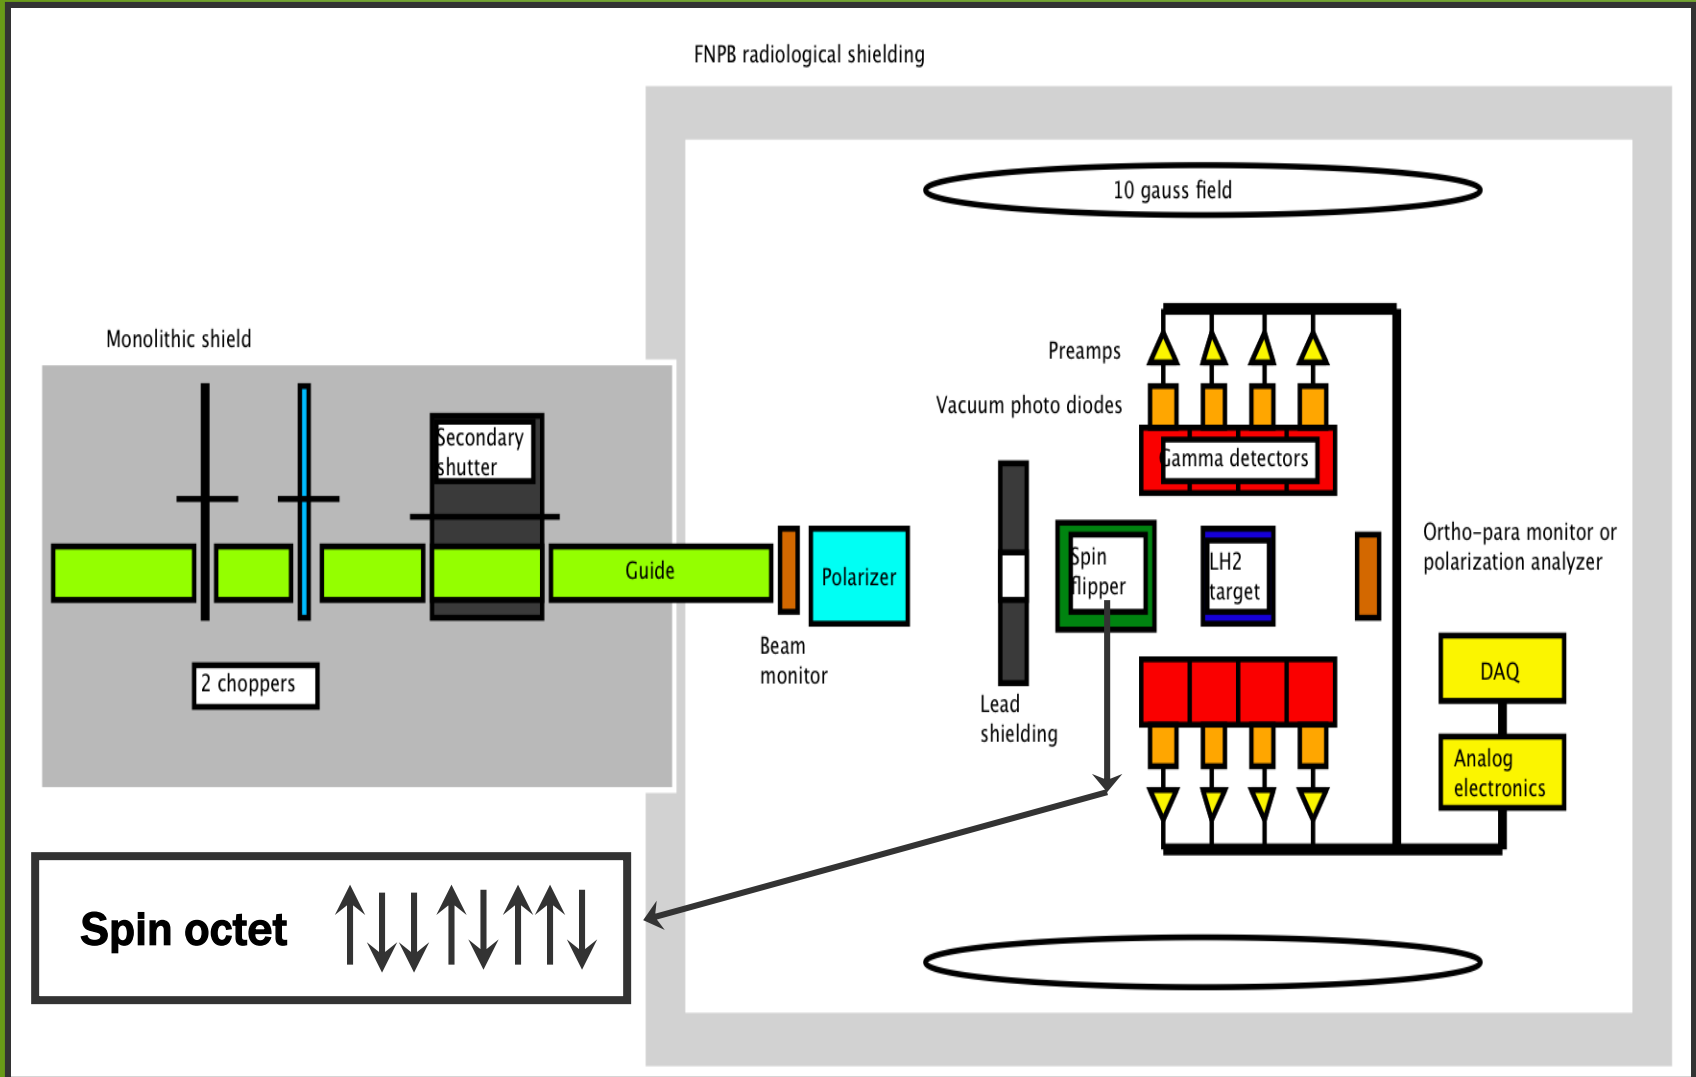 FNPB radiological shielding
10 gauss field
Monolithic shield
Preamps
Vacuum photo diodes
Secondary
shutter
Gamma detectors
Guide
Polarizer
Spin
flipper
LH2
target
Ortho-para monitor or
polarization analyzer
Beam
monitor
2 choppers
Lead
shielding
DAQ
Analog
electronics
Spin octet ↑↓↓↑↓↑↑↓